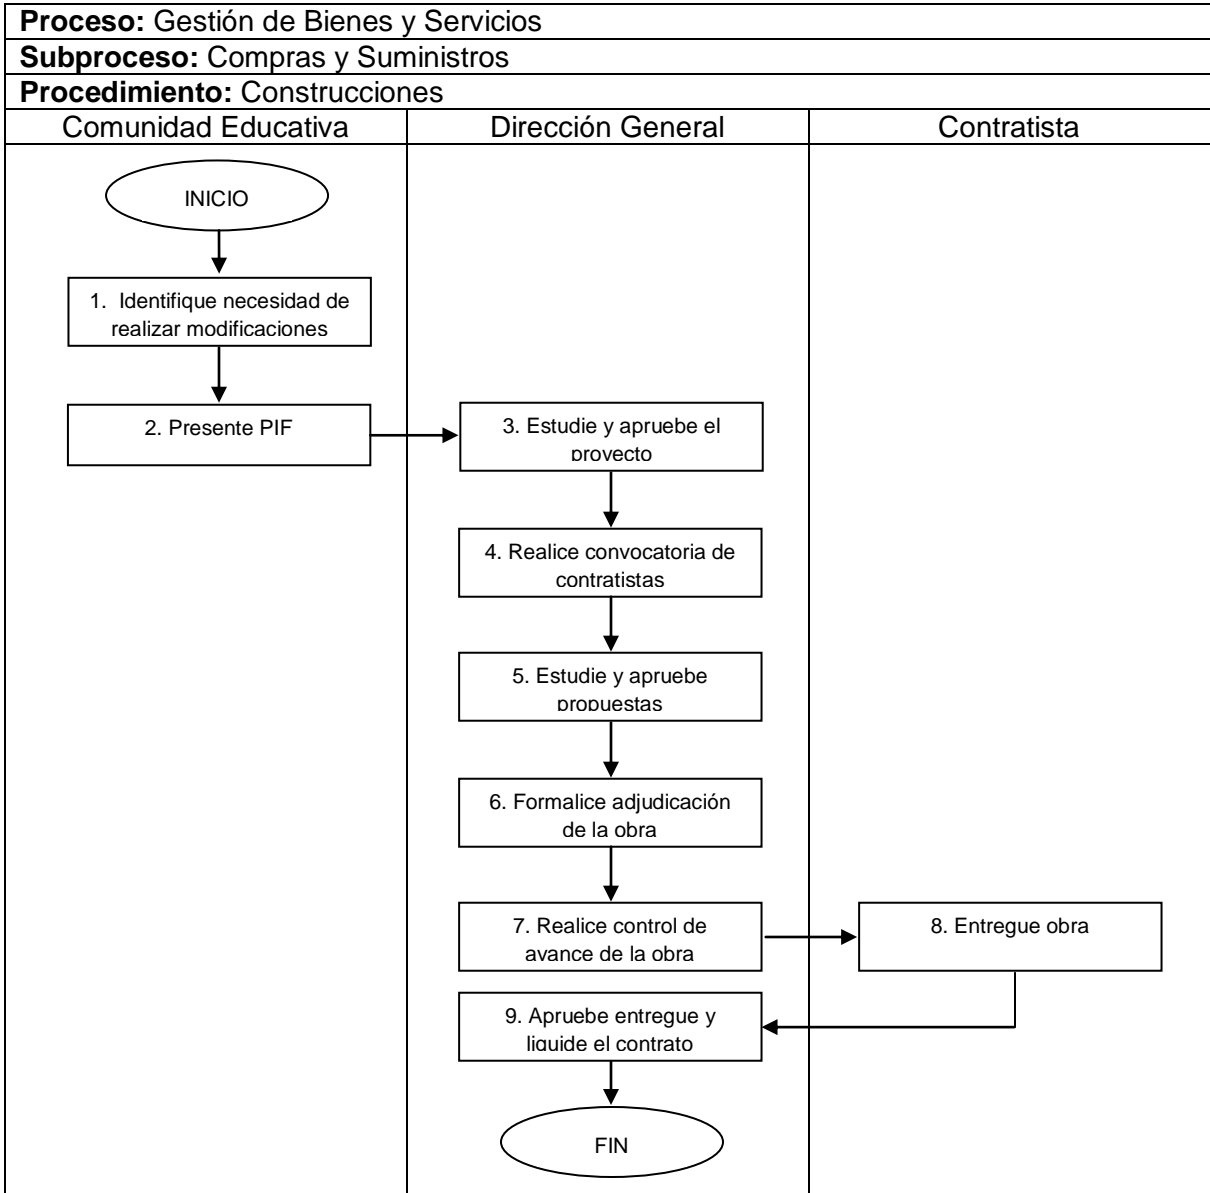 Proceso: Gestión de Bienes y Servicios
Subproceso: Compras y Suministros
Procedimiento: Construcciones
Comunidad Educativa
Dirección General
Contratista
INICIO
1. Identifique necesidad de
realizar modificaciones
2. Presente PIF
3. Estudie y apruebe el
proyecto
4. Realice convocatoria de
contratistas
5. Estudie y apruebe
propuestas
6. Formalice adjudicación
de la obra
7. Realice control de
avance de la obra
8. Entregue obra
9. Apruebe entregue y
liquide el contrato
FIN